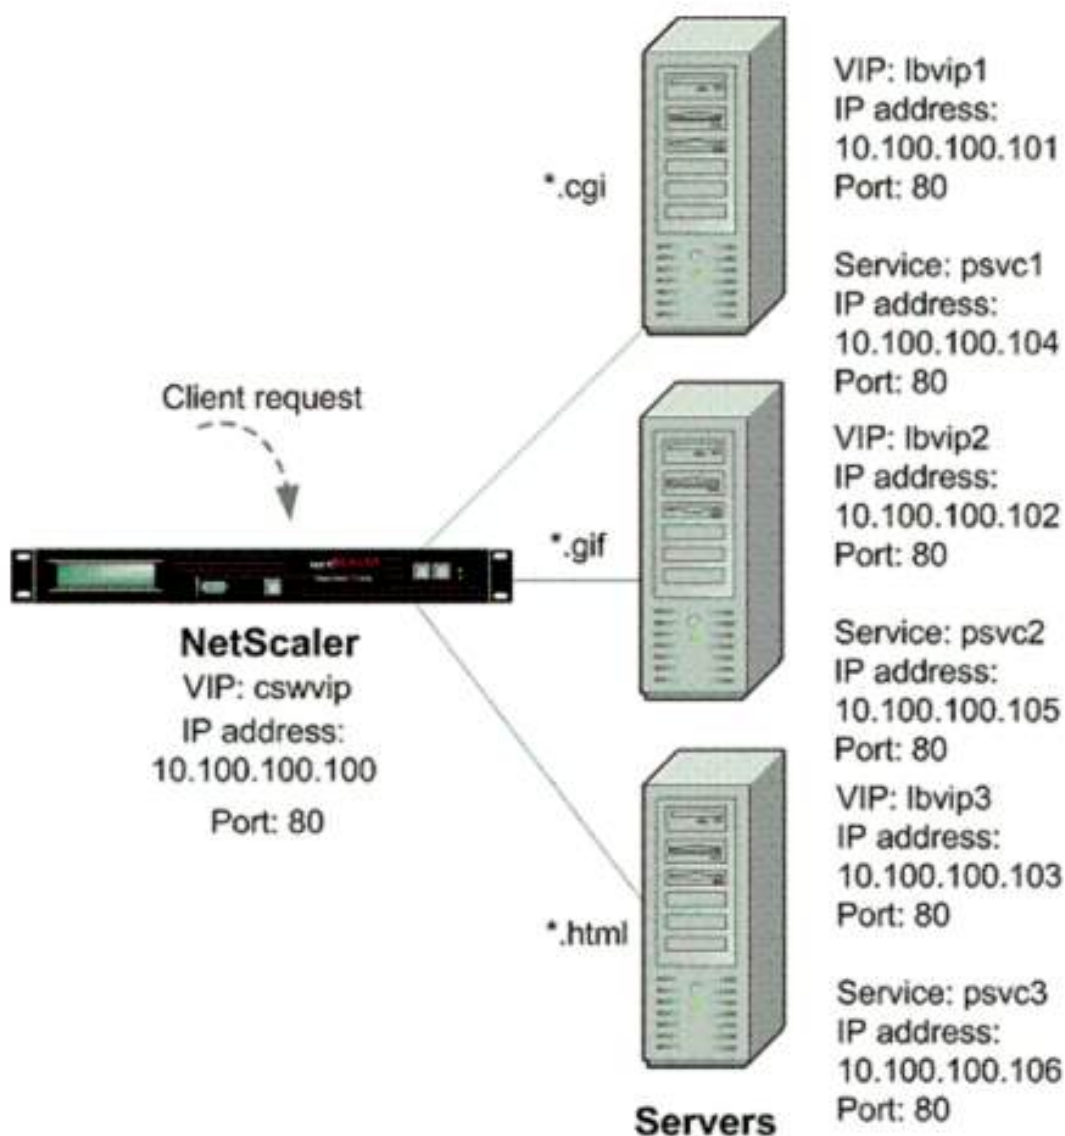 VIP: lbvip1
IP address:
10.100.100.101
Port: 80
*.cgi
Service: psvc1
IP address:
10.100.100.104
Port: 80
Client request
VIP: lbvip2
IP address:
10.100.100.102
Port: 80
*.gif
NetScaler
VIP: cswvip
IP address:
10.100.100.100
Port: 80
Service: psvc2
IP address:
10.100.100.105
Port: 80
VIP: lbvip3
IP address:
10.100.100.103
Port: 80
*.html
Service: psvc3
IP address:
10.100.100.106
Port: 80
Servers